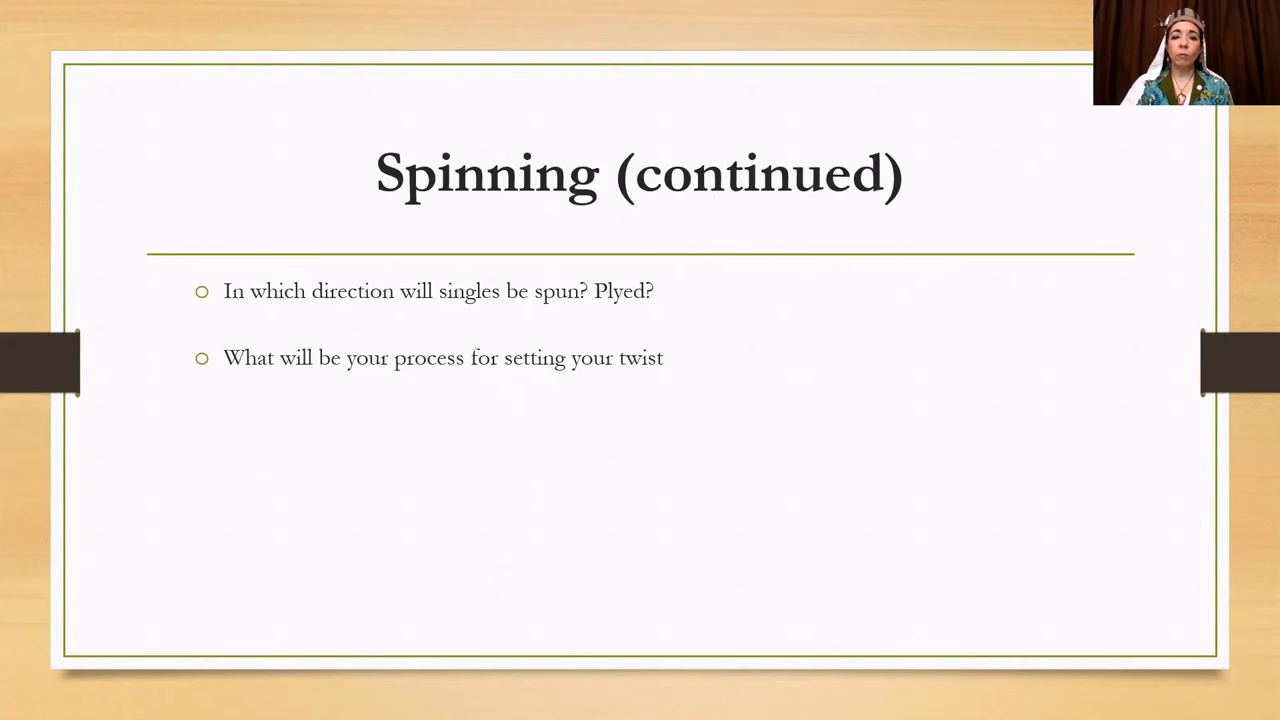 Spinning (continued)
In which direction will singles be spun? Plyed?
What will be your process for setting your twist